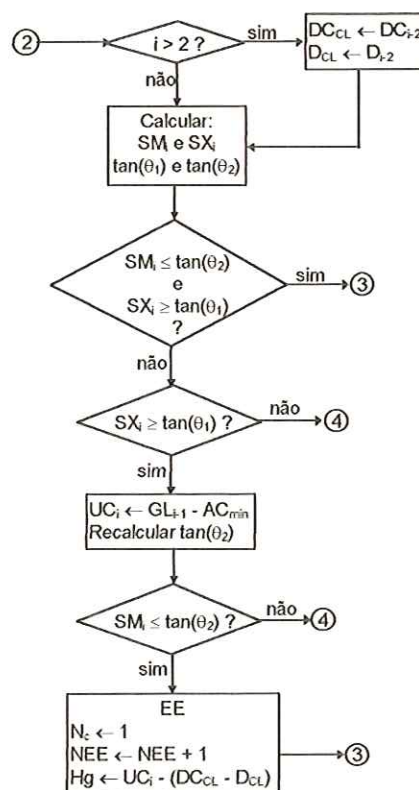 2
i > 2 ?
sim
DC_CL ← DC_i-2
D_CL ← D_i-2
não
Calcular:
SM_i e SX_i
tan(θ₁) e tan(θ₂)
SM_i ≤ tan(θ₂)
e
SX_i ≥ tan(θ₁)
?
sim
3
não
SX_i ≥ tan(θ₁) ?
não
4
sim
UC_i ← GL_i-1 - AC_min
Recalcular tan(θ₂)
SM_i ≤ tan(θ₂) ?
não
4
sim
EE
N_c ← 1
NEE ← NEE + 1
Hg ← UC_i - (DC_CL - D_CL)
3